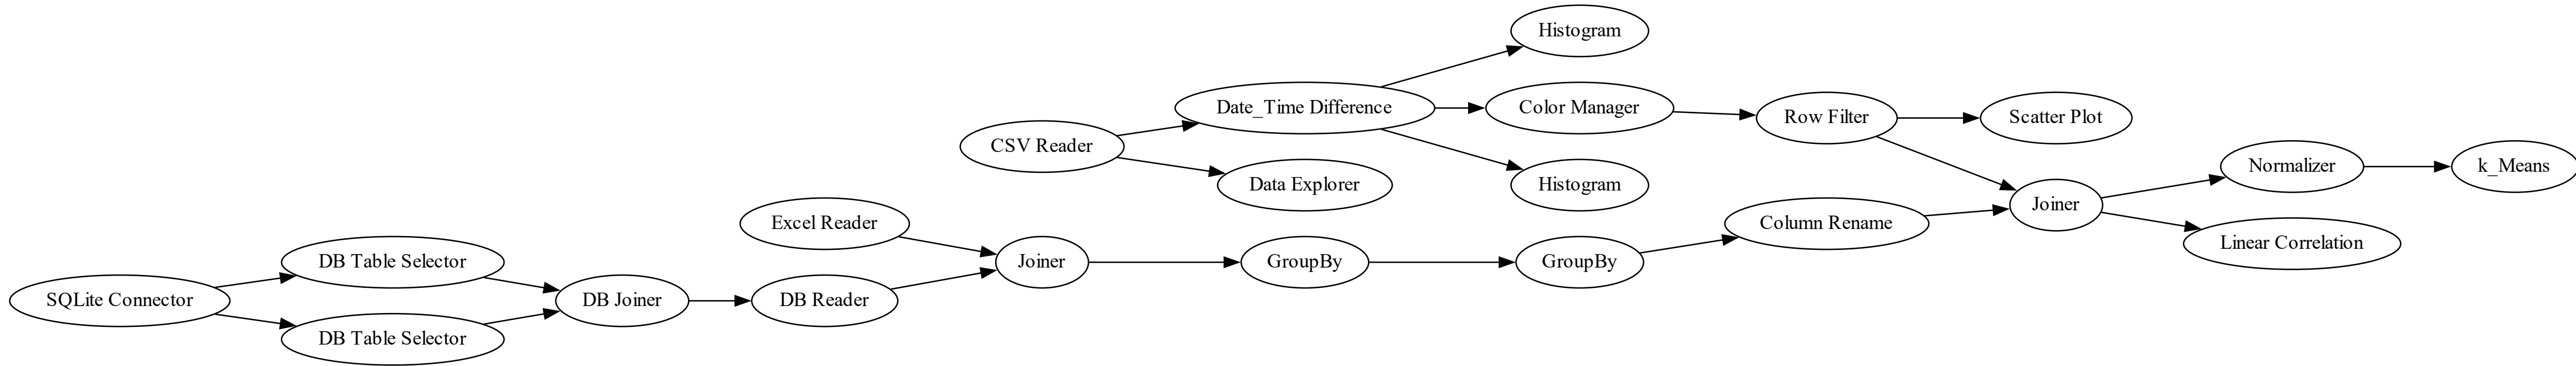 SQLite Connector
DB Table Selector
DB Table Selector
DB Joiner
Excel Reader
DB Reader
CSV Reader
Joiner
Date_Time Difference
Data Explorer
GroupBy
Histogram
Color Manager
Histogram
GroupBy
Row Filter
Column Rename
Scatter Plot
Joiner
Normalizer
Linear Correlation
k_Means